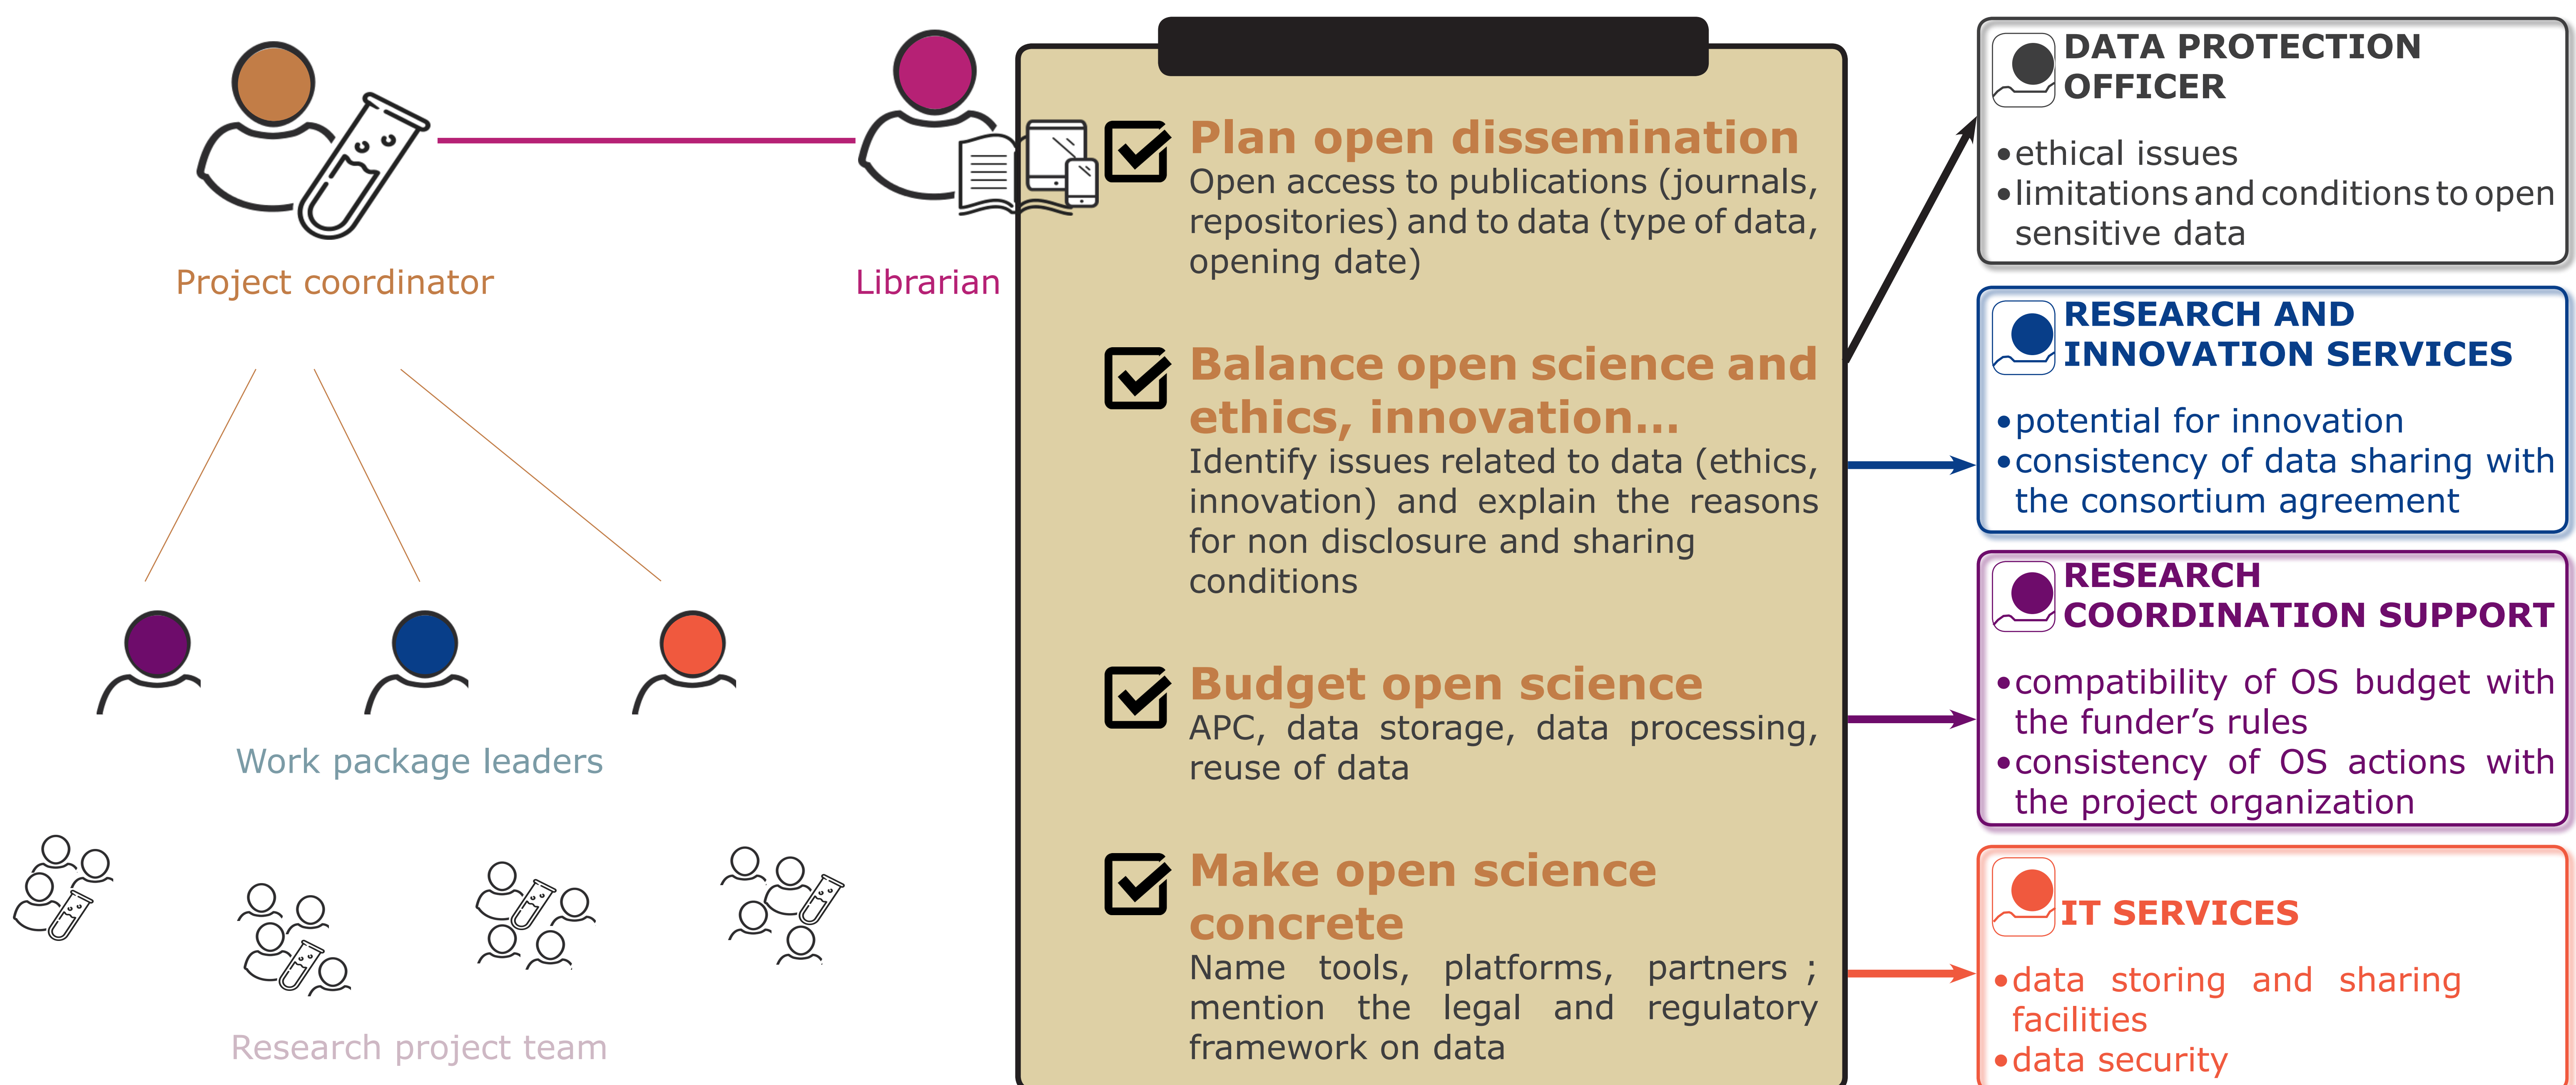 Project coordinator
Librarian
Work package leaders
Research project team
Plan open dissemination
Open access to publications (journals,
repositories) and to data (type of data,
opening date)
Balance open science and
ethics, innovation...
Identify issues related to data (ethics,
innovation) and explain the reasons
for non disclosure and sharing
conditions
Budget open science
APC, data storage, data processing,
reuse of data
Make open science
concrete
Name tools, platforms, partners ;
mention the legal and regulatory
framework on data
DATA PROTECTION
OFFICER
•ethical issues
•limitations and conditions to open
sensitive data
RESEARCH AND
INNOVATION SERVICES
•potential for innovation
•consistency of data sharing with
the consortium agreement
RESEARCH
COORDINATION SUPPORT
•compatibility of OS budget with
the funder’s rules
•consistency of OS actions with
the project organization
IT SERVICES
•data storing and sharing
facilities
•data security